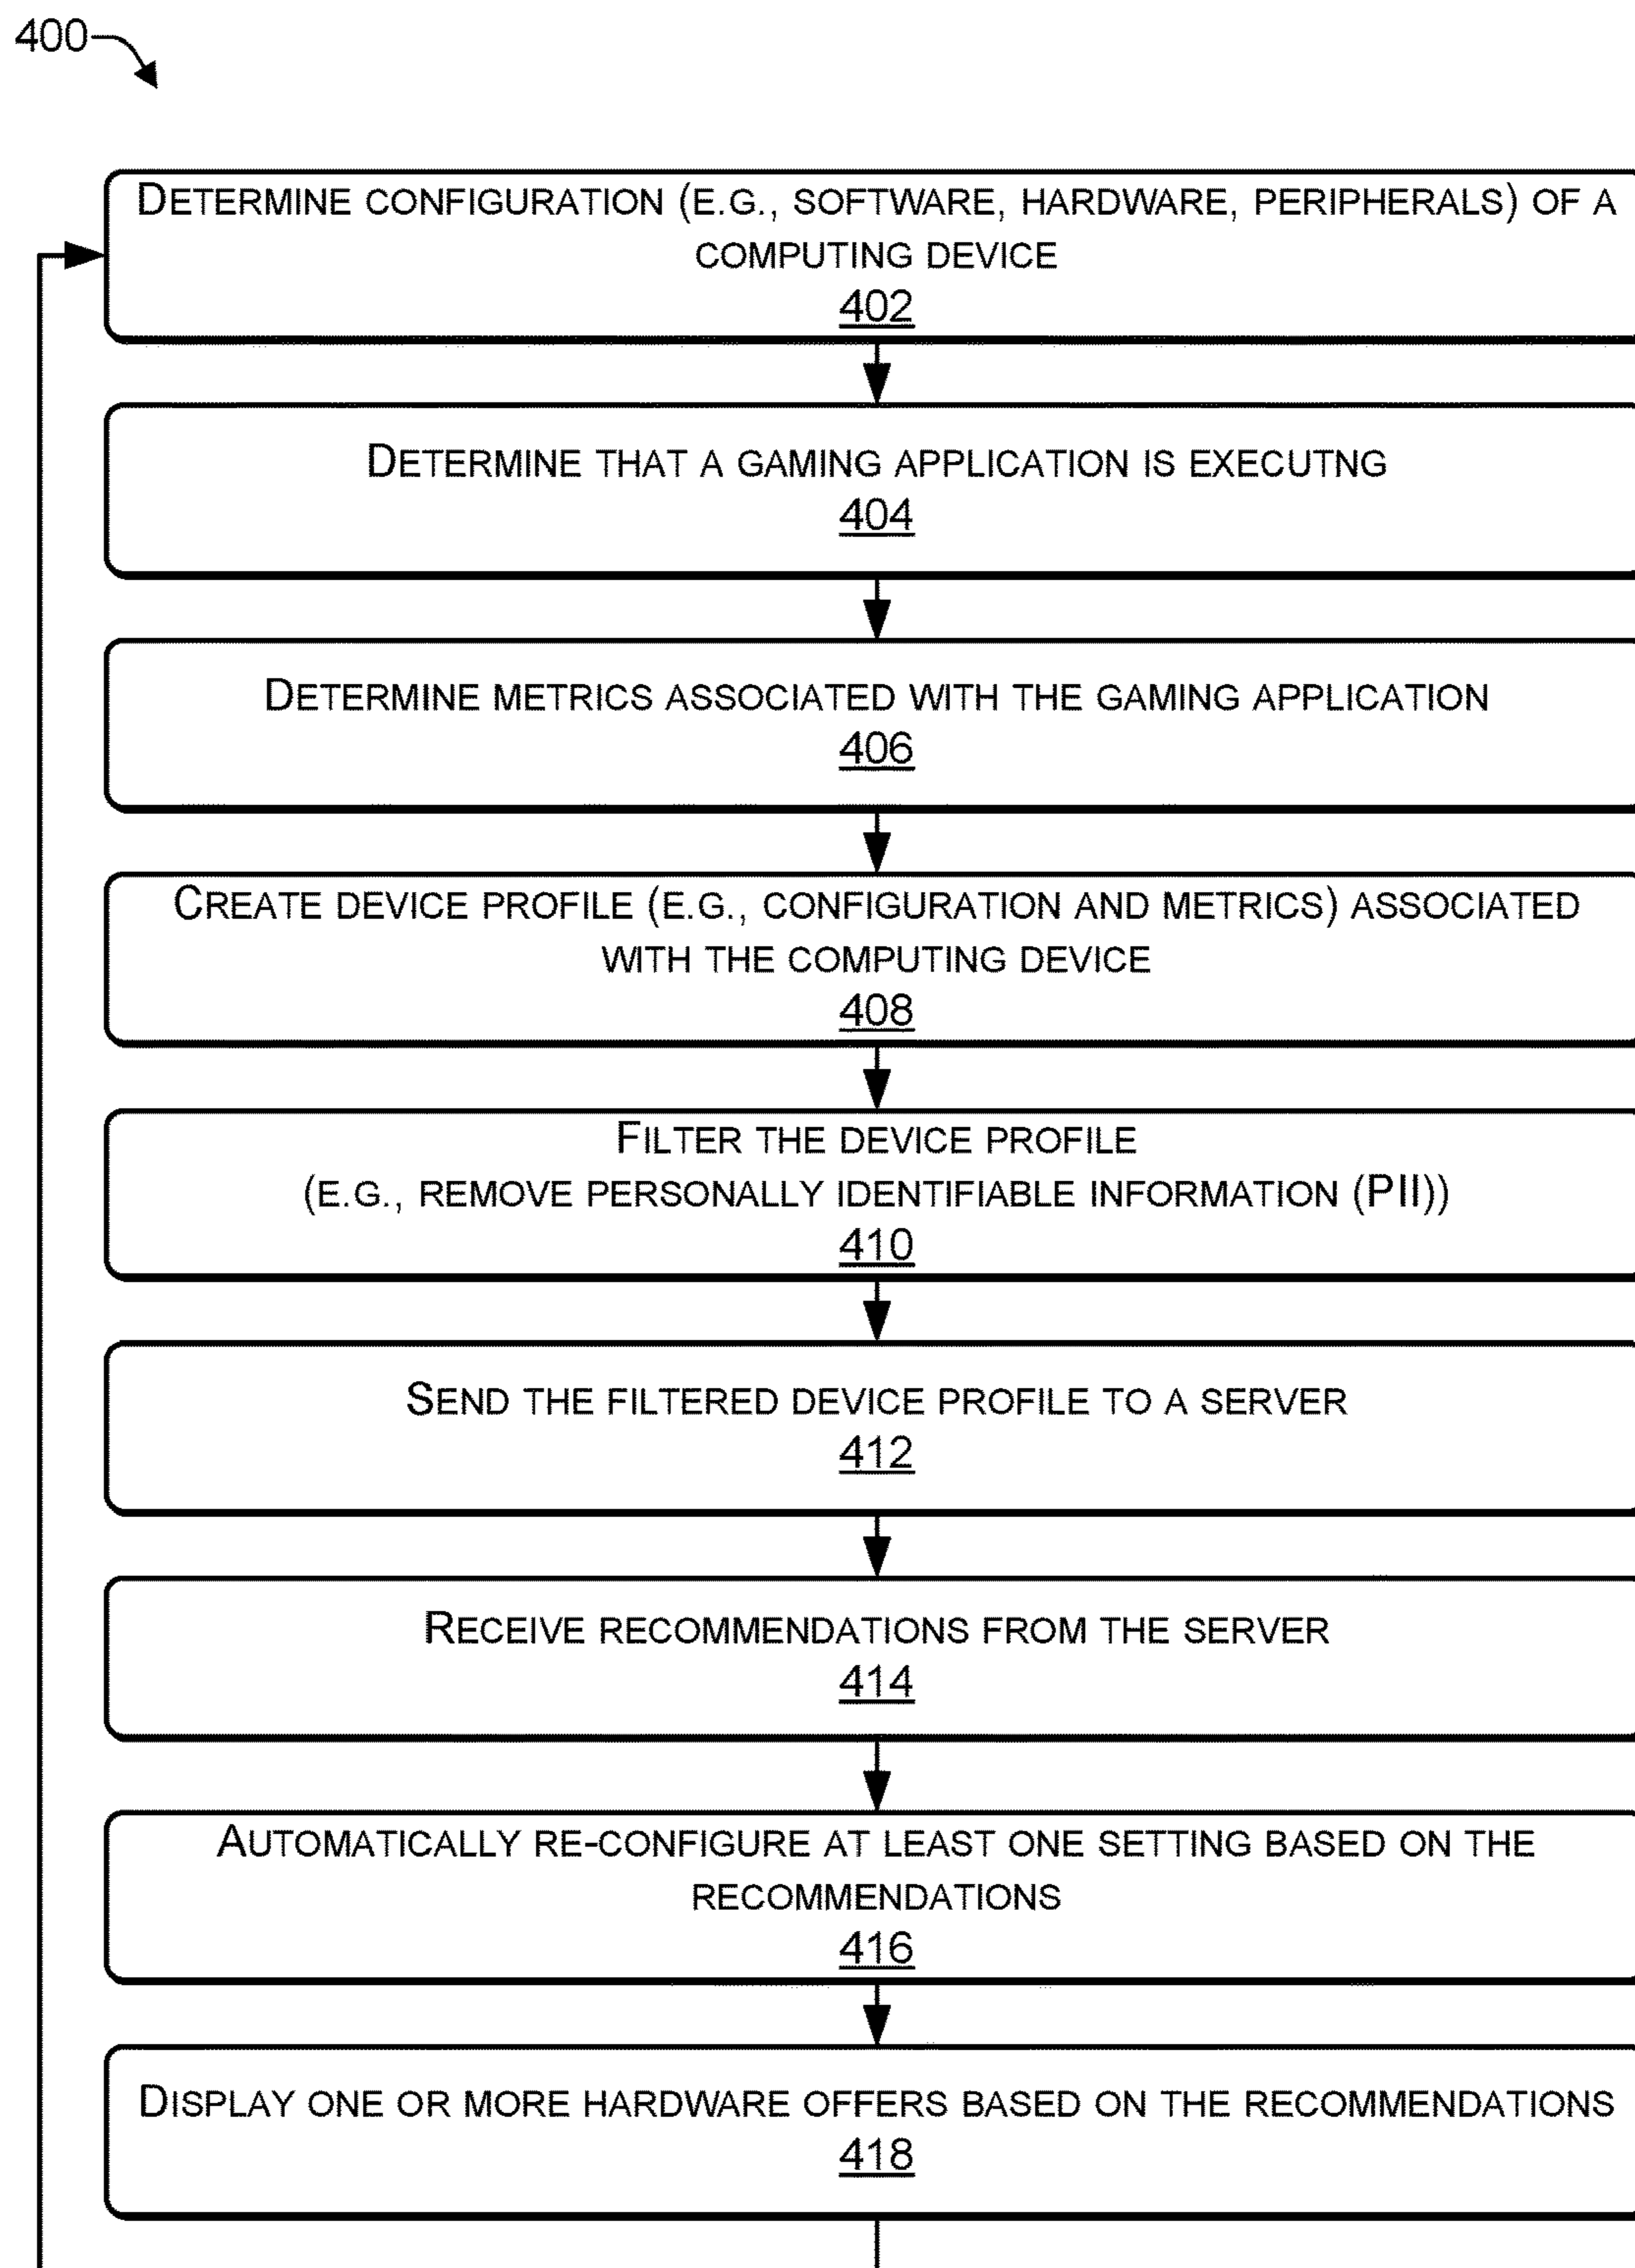 400
DETERMINE CONFIGURATION (E.G., SOFTWARE, HARDWARE, PERIPHERALS) OF A
COMPUTING DEVICE
402
DETERMINE THAT A GAMING APPLICATION IS EXECUTNG
404
DETERMINE METRICS ASSOCIATED WITH THE GAMING APPLICATION
406
CREATE DEVICE PROFILE (E.G., CONFIGURATION AND METRICS) ASSOCIATED
WITH THE COMPUTING DEVICE
408
FILTER THE DEVICE PROFILE
(E.G., REMOVE PERSONALLY IDENTIFIABLE INFORMATION (PII))
410
SEND THE FILTERED DEVICE PROFILE TO A SERVER
412
RECEIVE RECOMMENDATIONS FROM THE SERVER
414
AUTOMATICALLY RE-CONFIGURE AT LEAST ONE SETTING BASED ON THE
RECOMMENDATIONS
416
DISPLAY ONE OR MORE HARDWARE OFFERS BASED ON THE RECOMMENDATIONS
418